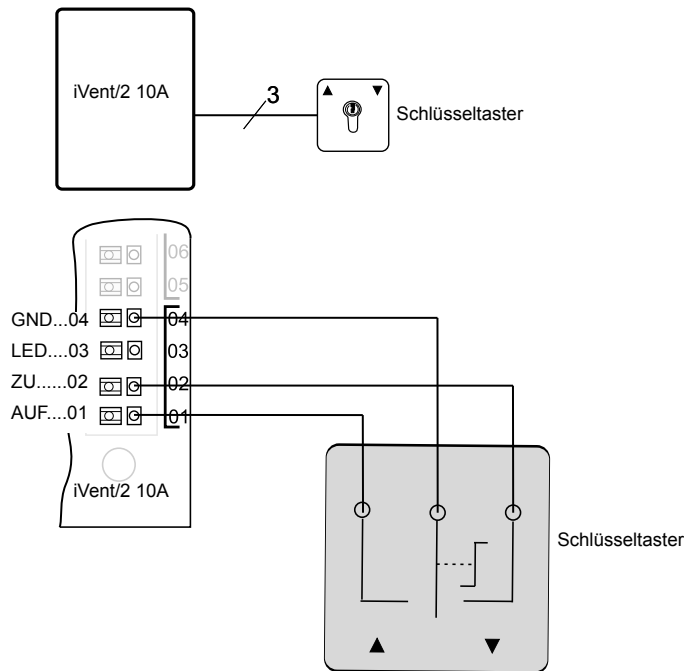 iVent/2 10A
3
Schlüsseltaster
06
05
GND...04
04
LED....03
03
ZU......02
02
AUF....01
01
iVent/2 10A
Schlüsseltaster